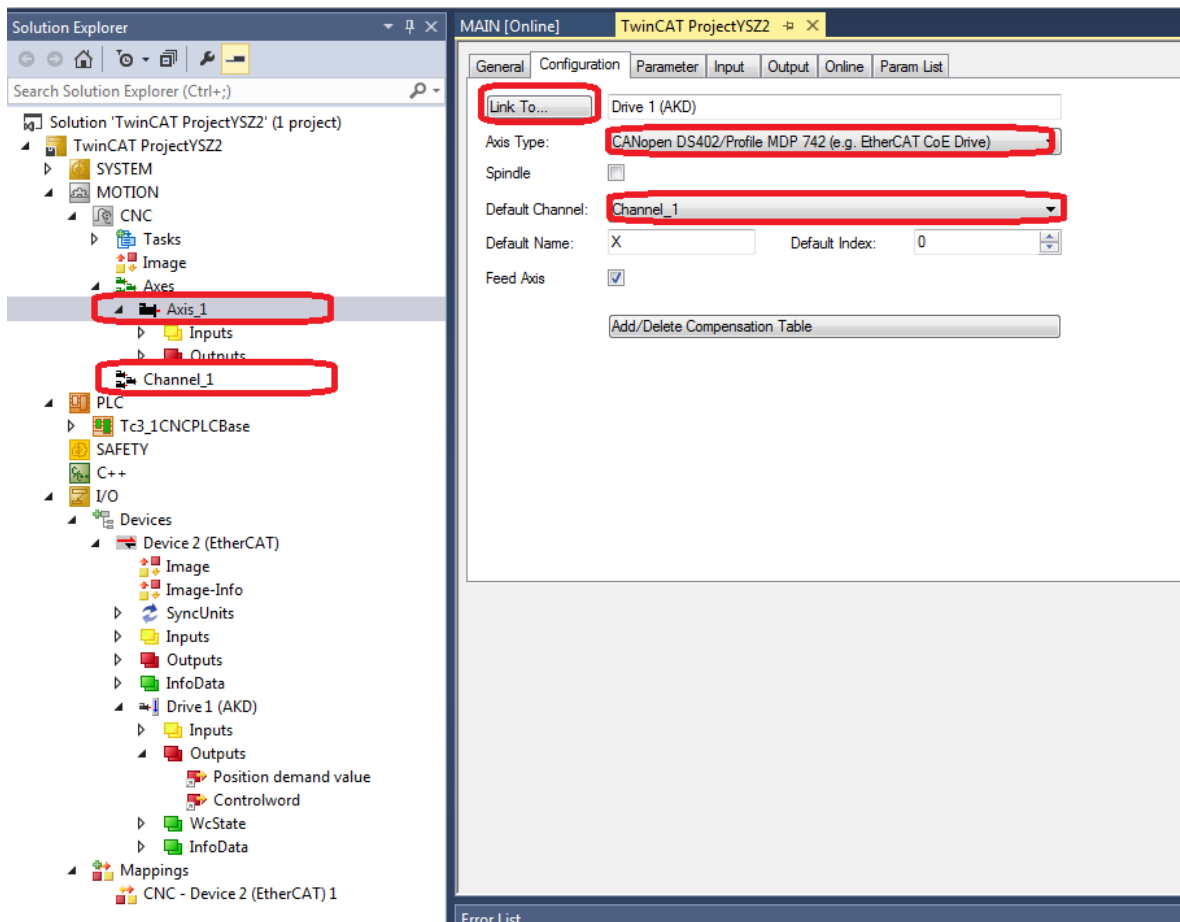 Solution Explorer
Search Solution Explorer (Ctrl+;)
Solution 'TwinCAT ProjectYSZ2' (1 project)
TwinCAT ProjectYSZ2
SYSTEM
MOTION
CNC
Tasks
Image
Axes
Axis_1
Inputs
Outputs
Channel_1
PLC
Tc3_1CNCPLCBase
SAFETY
C++
I/O
Devices
Device 2 (EtherCAT)
Image
Image-Info
SyncUnits
Inputs
Outputs
InfoData
Drive 1 (AKD)
Inputs
Outputs
Position demand value
Controlword
WcState
InfoData
Mappings
CNC - Device 2 (EtherCAT) 1
MAIN [Online] TwinCAT ProjectYSZ2
General Configuration Parameter Input Output Online Param List
Link To... Drive 1 (AKD)
Axis Type: CANopen DS402/Profile MDP 742 (e.g. EtherCAT CoE Drive)
Spindle
Default Channel: Channel_1
Default Name: X Default Index: 0
Feed Axis
Add/Delete Compensation Table
Error List